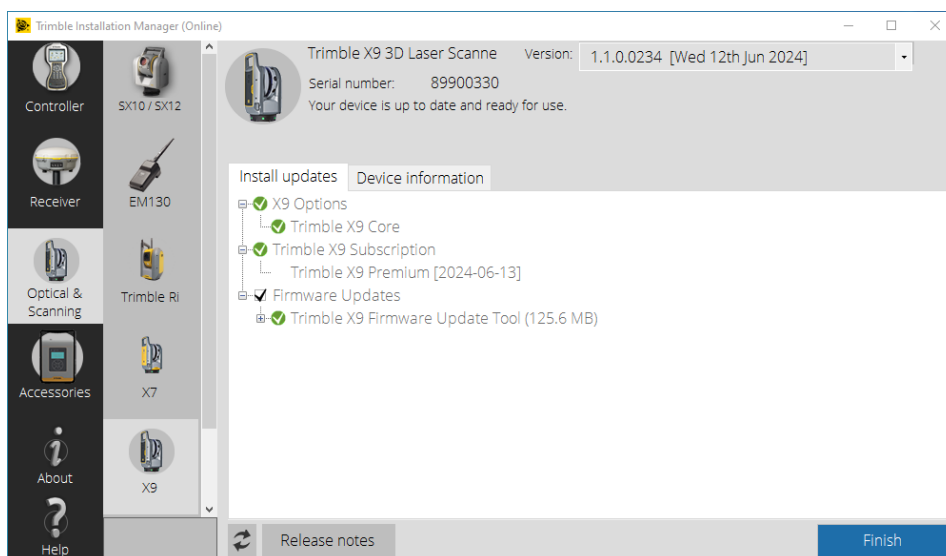 Trimble Installation Manager (Online)
Controller
Receiver
Optical &
Scanning
Accessories
About
Help
SX10 / SX12
EM130
Trimble Ri
X7
X9
Trimble X9 3D Laser Scanne
Version:
1.1.0.0234 [Wed 12th Jun 2024]
Serial number: 89900330
Your device is up to date and ready for use.
Install updates
Device information
X9 Options
Trimble X9 Core
Trimble X9 Subscription
Trimble X9 Premium [2024-06-13]
Firmware Updates
Trimble X9 Firmware Update Tool (125.6 MB)
Release notes
Finish